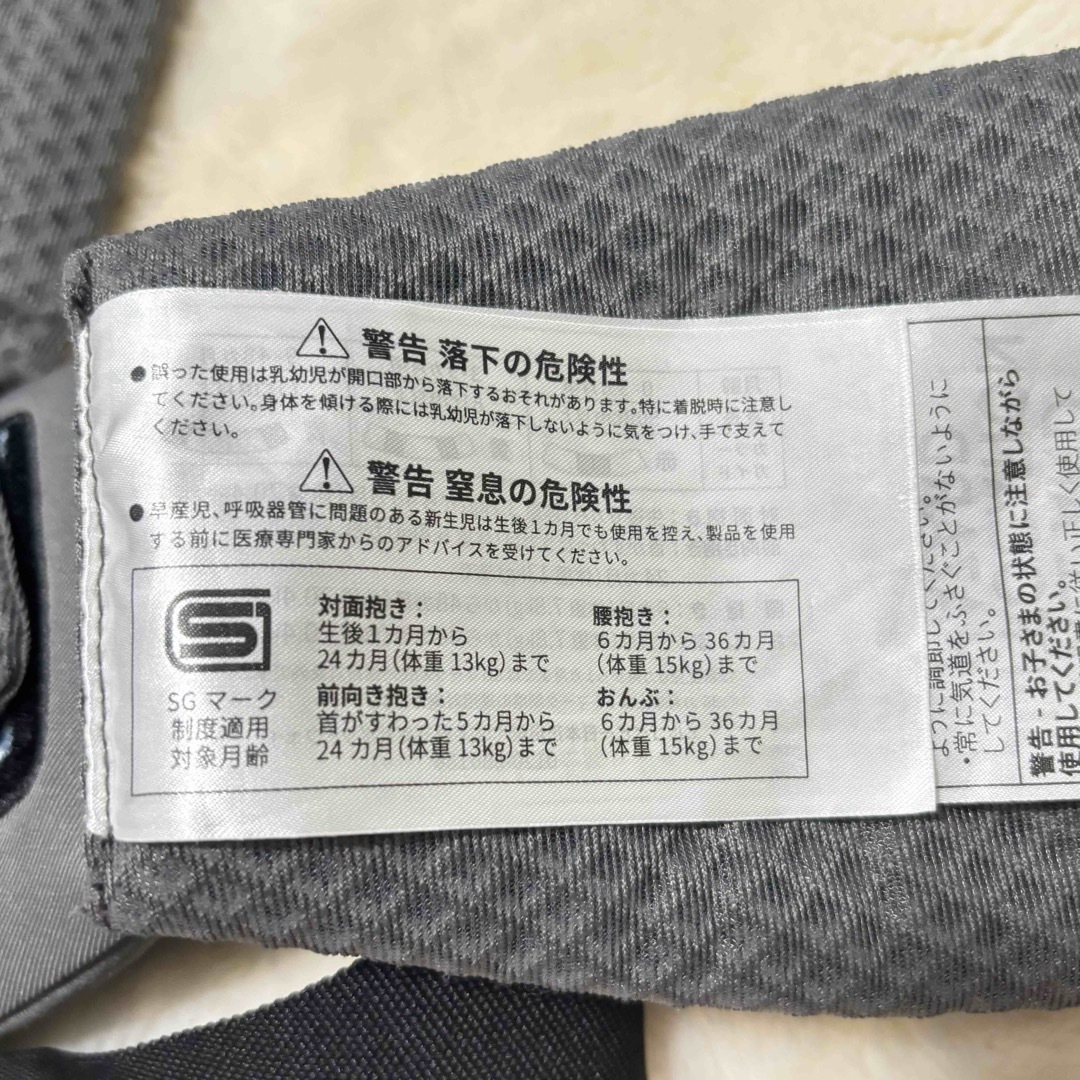 警告 落下の危険性
●誤った使用は乳幼児が開口部から落下するおそれがあります。特に着脱時に注意し
てください。身体を傾ける際には乳幼児が落下しないように気をつけ、手で支えて
ください。
警告 窒息の危険性
●早産児、呼吸器管に問題のある新生児は生後1カ月でも使用を控え、製品を使用
する前に医療専門家からのアドバイスを受けてください。
SG マーク
制度適用
対象月齢
対面抱き：
生後1カ月から
24カ月（体重13kg）まで
前向き抱き：
首がすわった5カ月から
24カ月（体重13kg）まで
腰抱き：
6カ月から36カ月
（体重15kg）まで
おんぶ：
6カ月から36カ月
（体重15kg）まで
警告 - お子さまの状態に注意しながら
使用してください。
ように調節してください。
・常に気道をふさぐことがないように
してください。